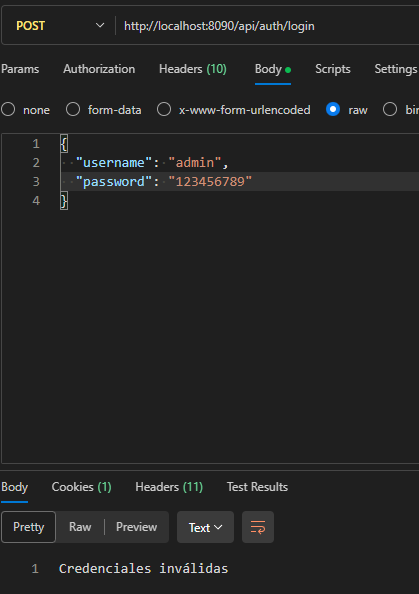 POST http://localhost:8090/api/auth/login
Params Authorization Headers (10) Body Scripts Settings
none form-data x-www-form-urlencoded raw bin
1 {
2 "username": "admin",
3 "password": "123456789"
4 }
Body Cookies (1) Headers (11) Test Results
Pretty Raw Preview Text
1 Credenciales inválidas